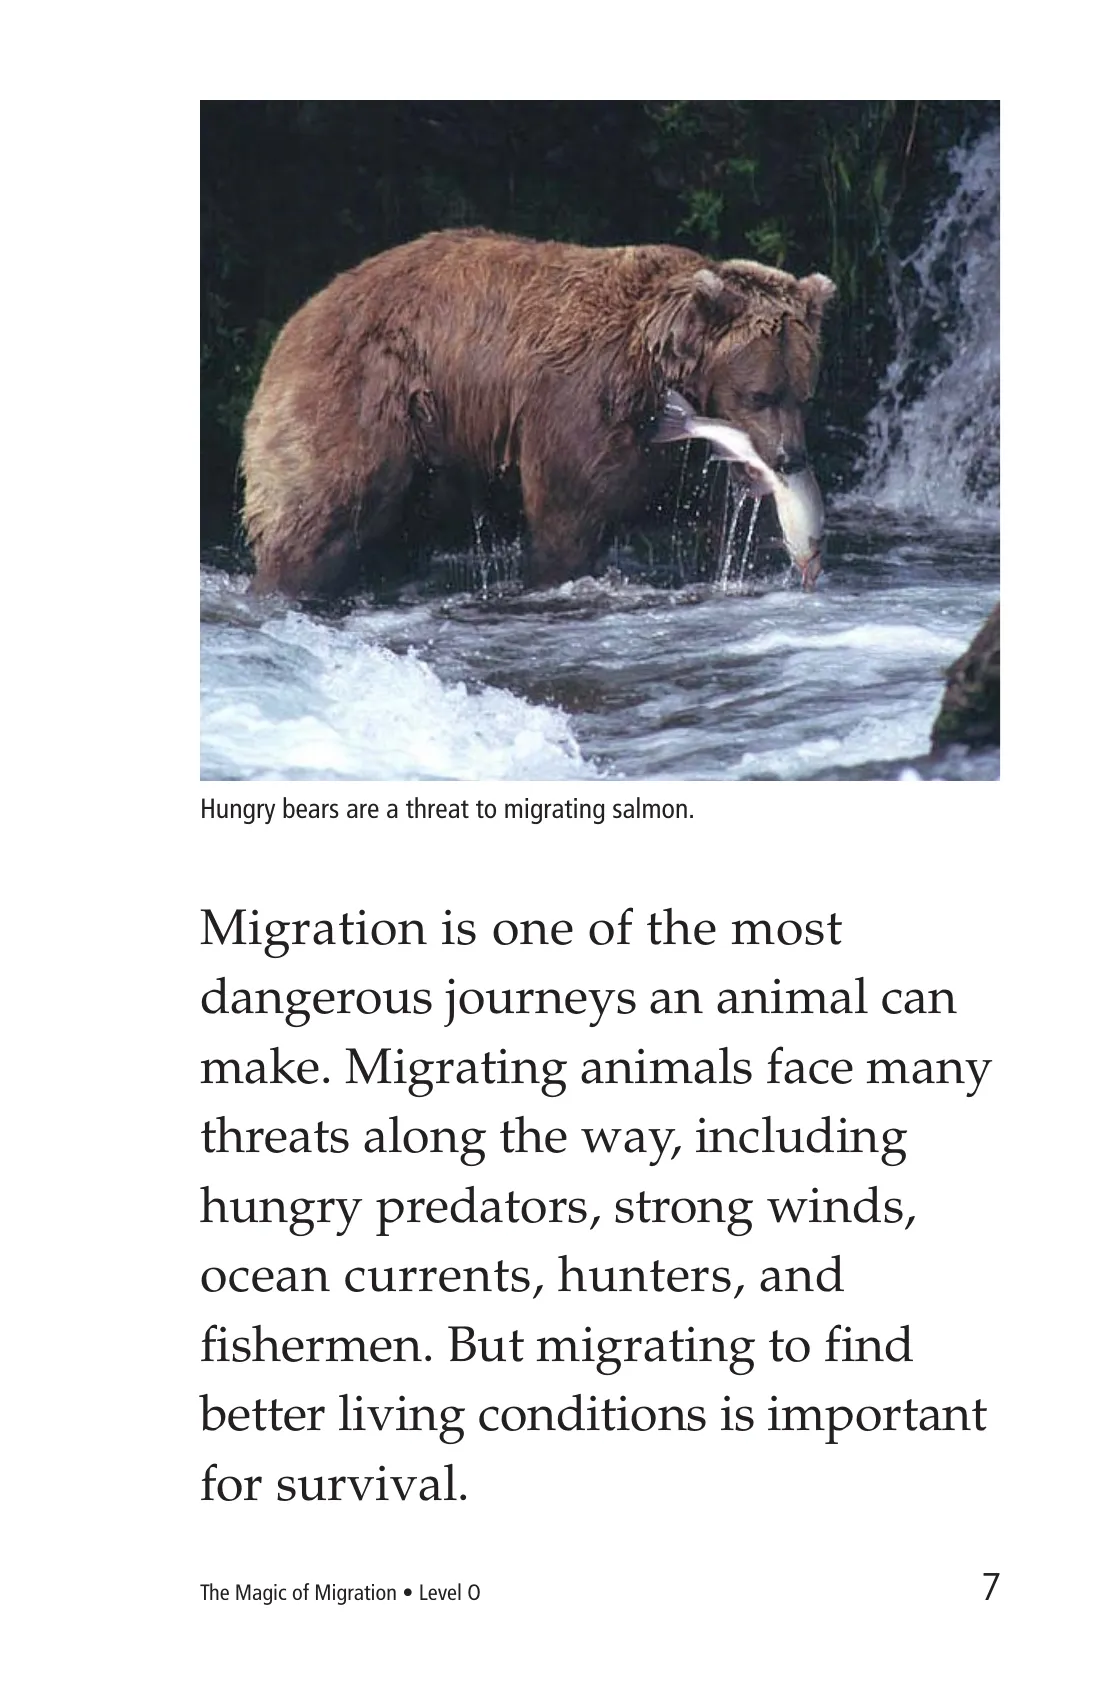 Hungry bears are a threat to migrating salmon.
Migration is one of the most
dangerous journeys an animal can
make. Migrating animals face many
threats along the way, including
hungry predators, strong winds,
ocean currents, hunters, and
fishermen. But migrating to find
better living conditions is important
for survival.
The Magic of Migration • Level O
7